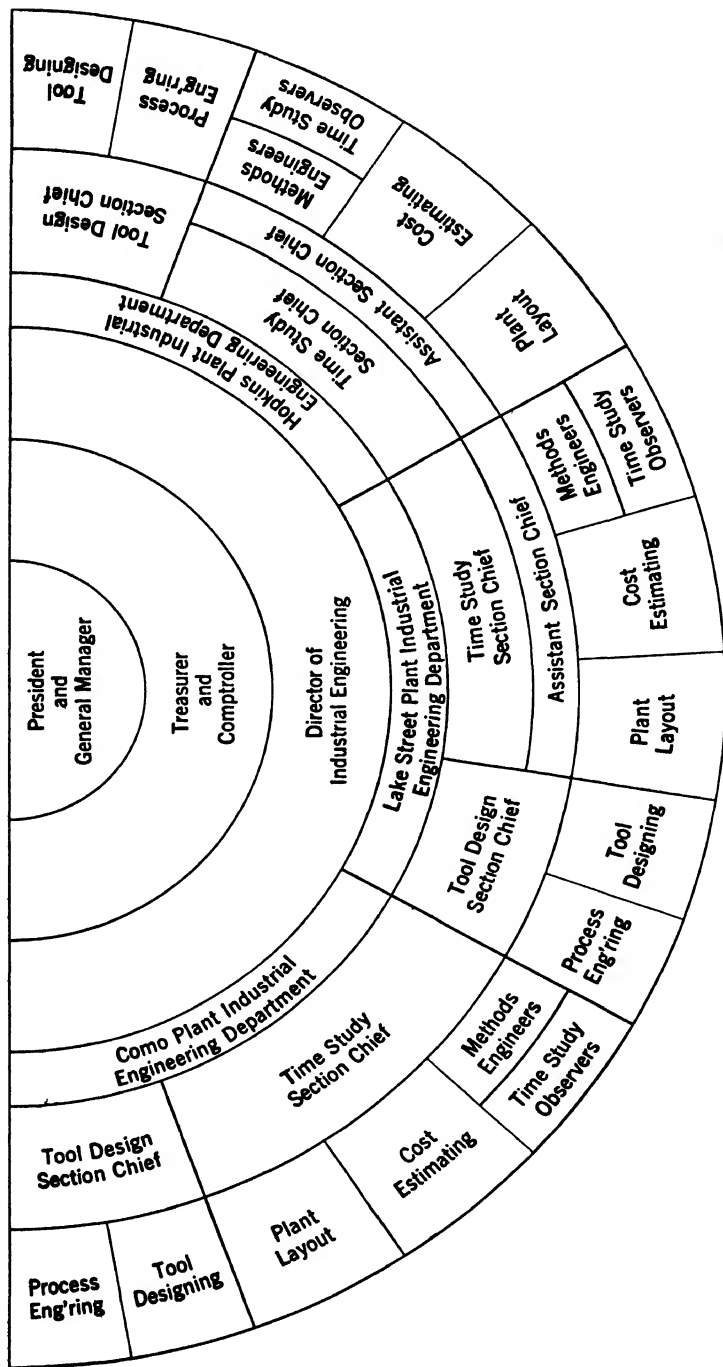 President
and
General Manager
Treasurer
and
Comptroller
Director of
Industrial Engineering
Como Plant Industrial
Engineering Department
Tool Design
Section Chief
Process
Eng'ring
Tool
Designing
Time Study
Section Chief
Plant
Layout
Cost
Estimating
Methods
Engineers
Time Study
Observers
Lake Street Plant Industrial
Engineering Department
Tool Design
Section Chief
Process
Eng'ring
Tool
Designing
Time Study
Section Chief
Assistant Section Chief
Plant
Layout
Cost
Estimating
Methods
Engineers
Time Study
Observers
Hopkins Plant Industrial
Engineering Department
Time Study
Section Chief
Assistant Section Chief
Plant
Layout
Cost
Estimating
Methods
Engineers
Time Study
Observers
Tool Design
Section Chief
Process
Eng'ring
Tool
Designing